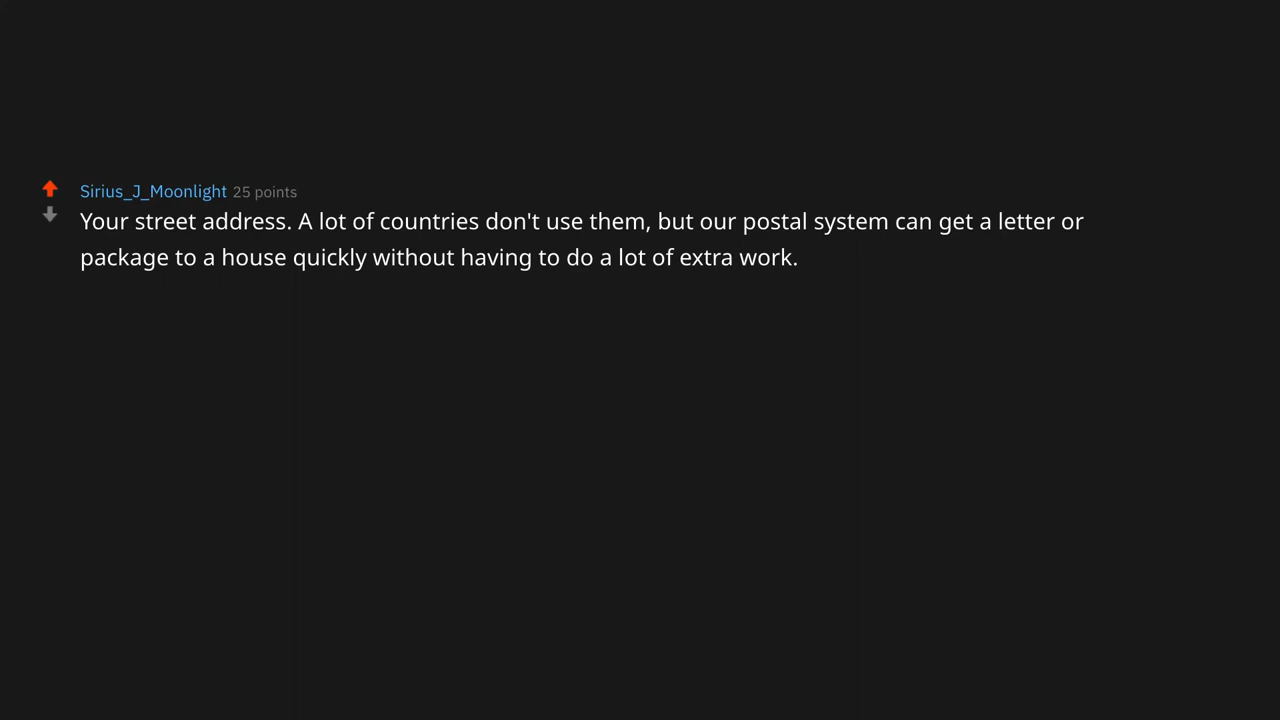 Sirius_J_Moonlight 25 points
Your street address. A lot of countries don't use them, but our postal system can get a letter or
package to a house quickly without having to do a lot of extra work.